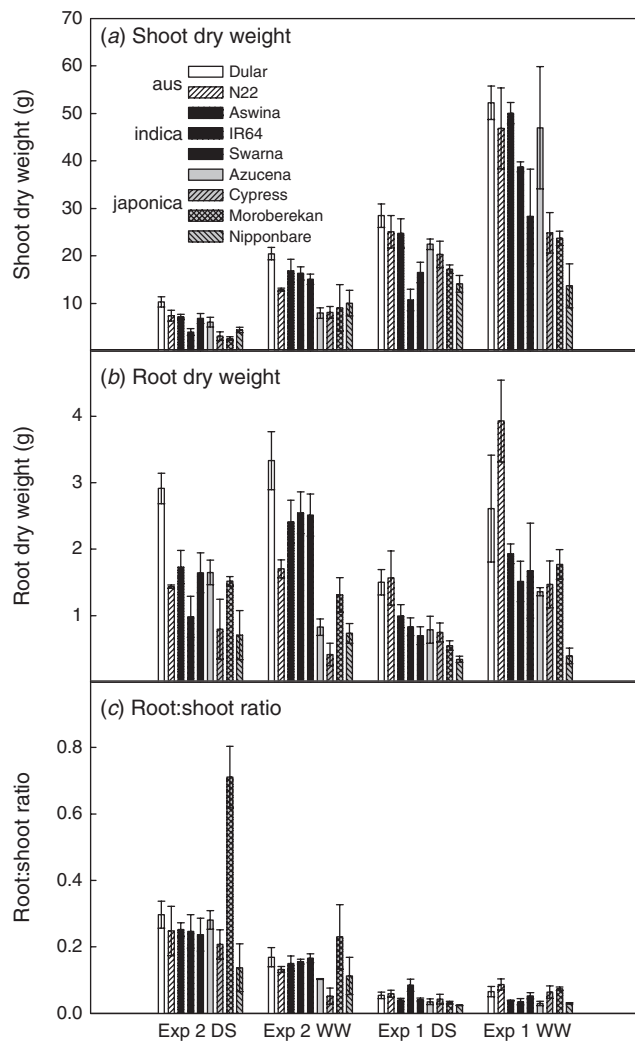 (a) Shoot dry weight
Shoot dry weight (g)
70
60
50
40
30
20
10
aus
Dular
N22
indica
Aswina
IR64
Swarna
japonica
Azucena
Cypress
Moroberekan
Nipponbare
(b) Root dry weight
Root dry weight (g)
4
3
2
1
(c) Root:shoot ratio
Root:shoot ratio
0.8
0.6
0.4
0.2
0.0
Exp 2 DS Exp 2 WW Exp 1 DS Exp 1 WW